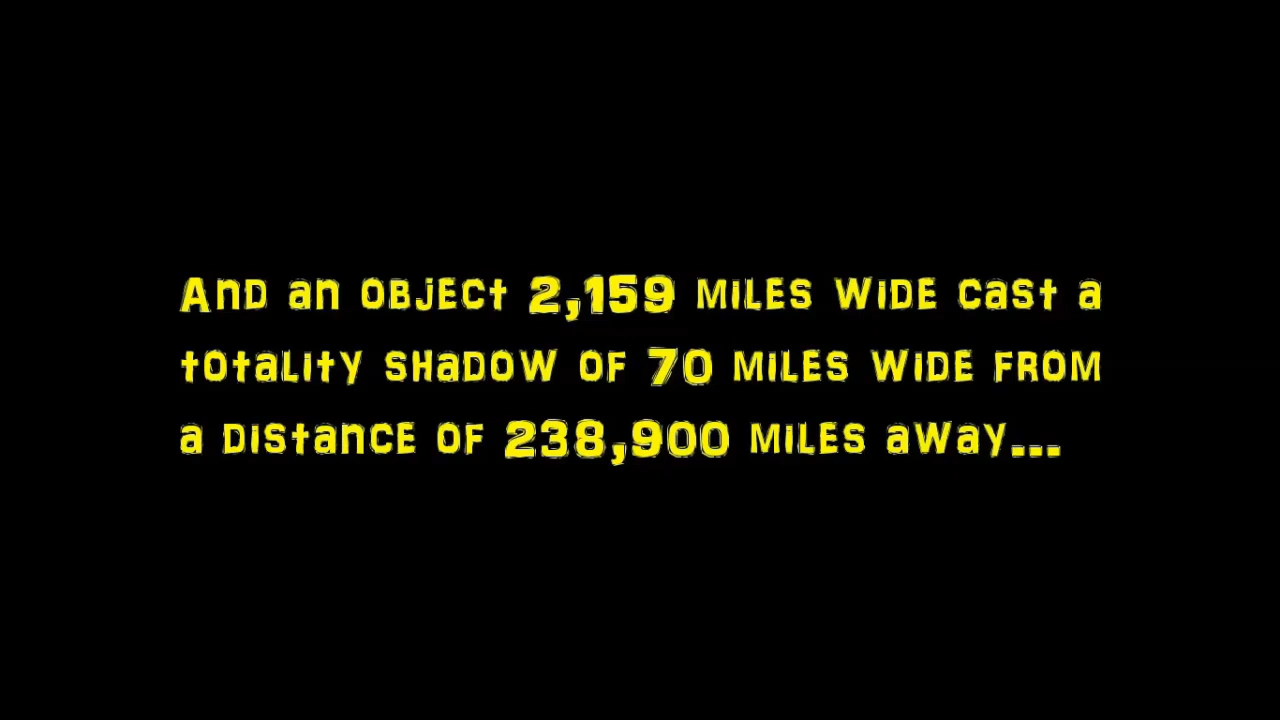 And an object 2,159 miles wide cast a
totality shadow of 70 miles wide from
a distance of 238,900 miles away...